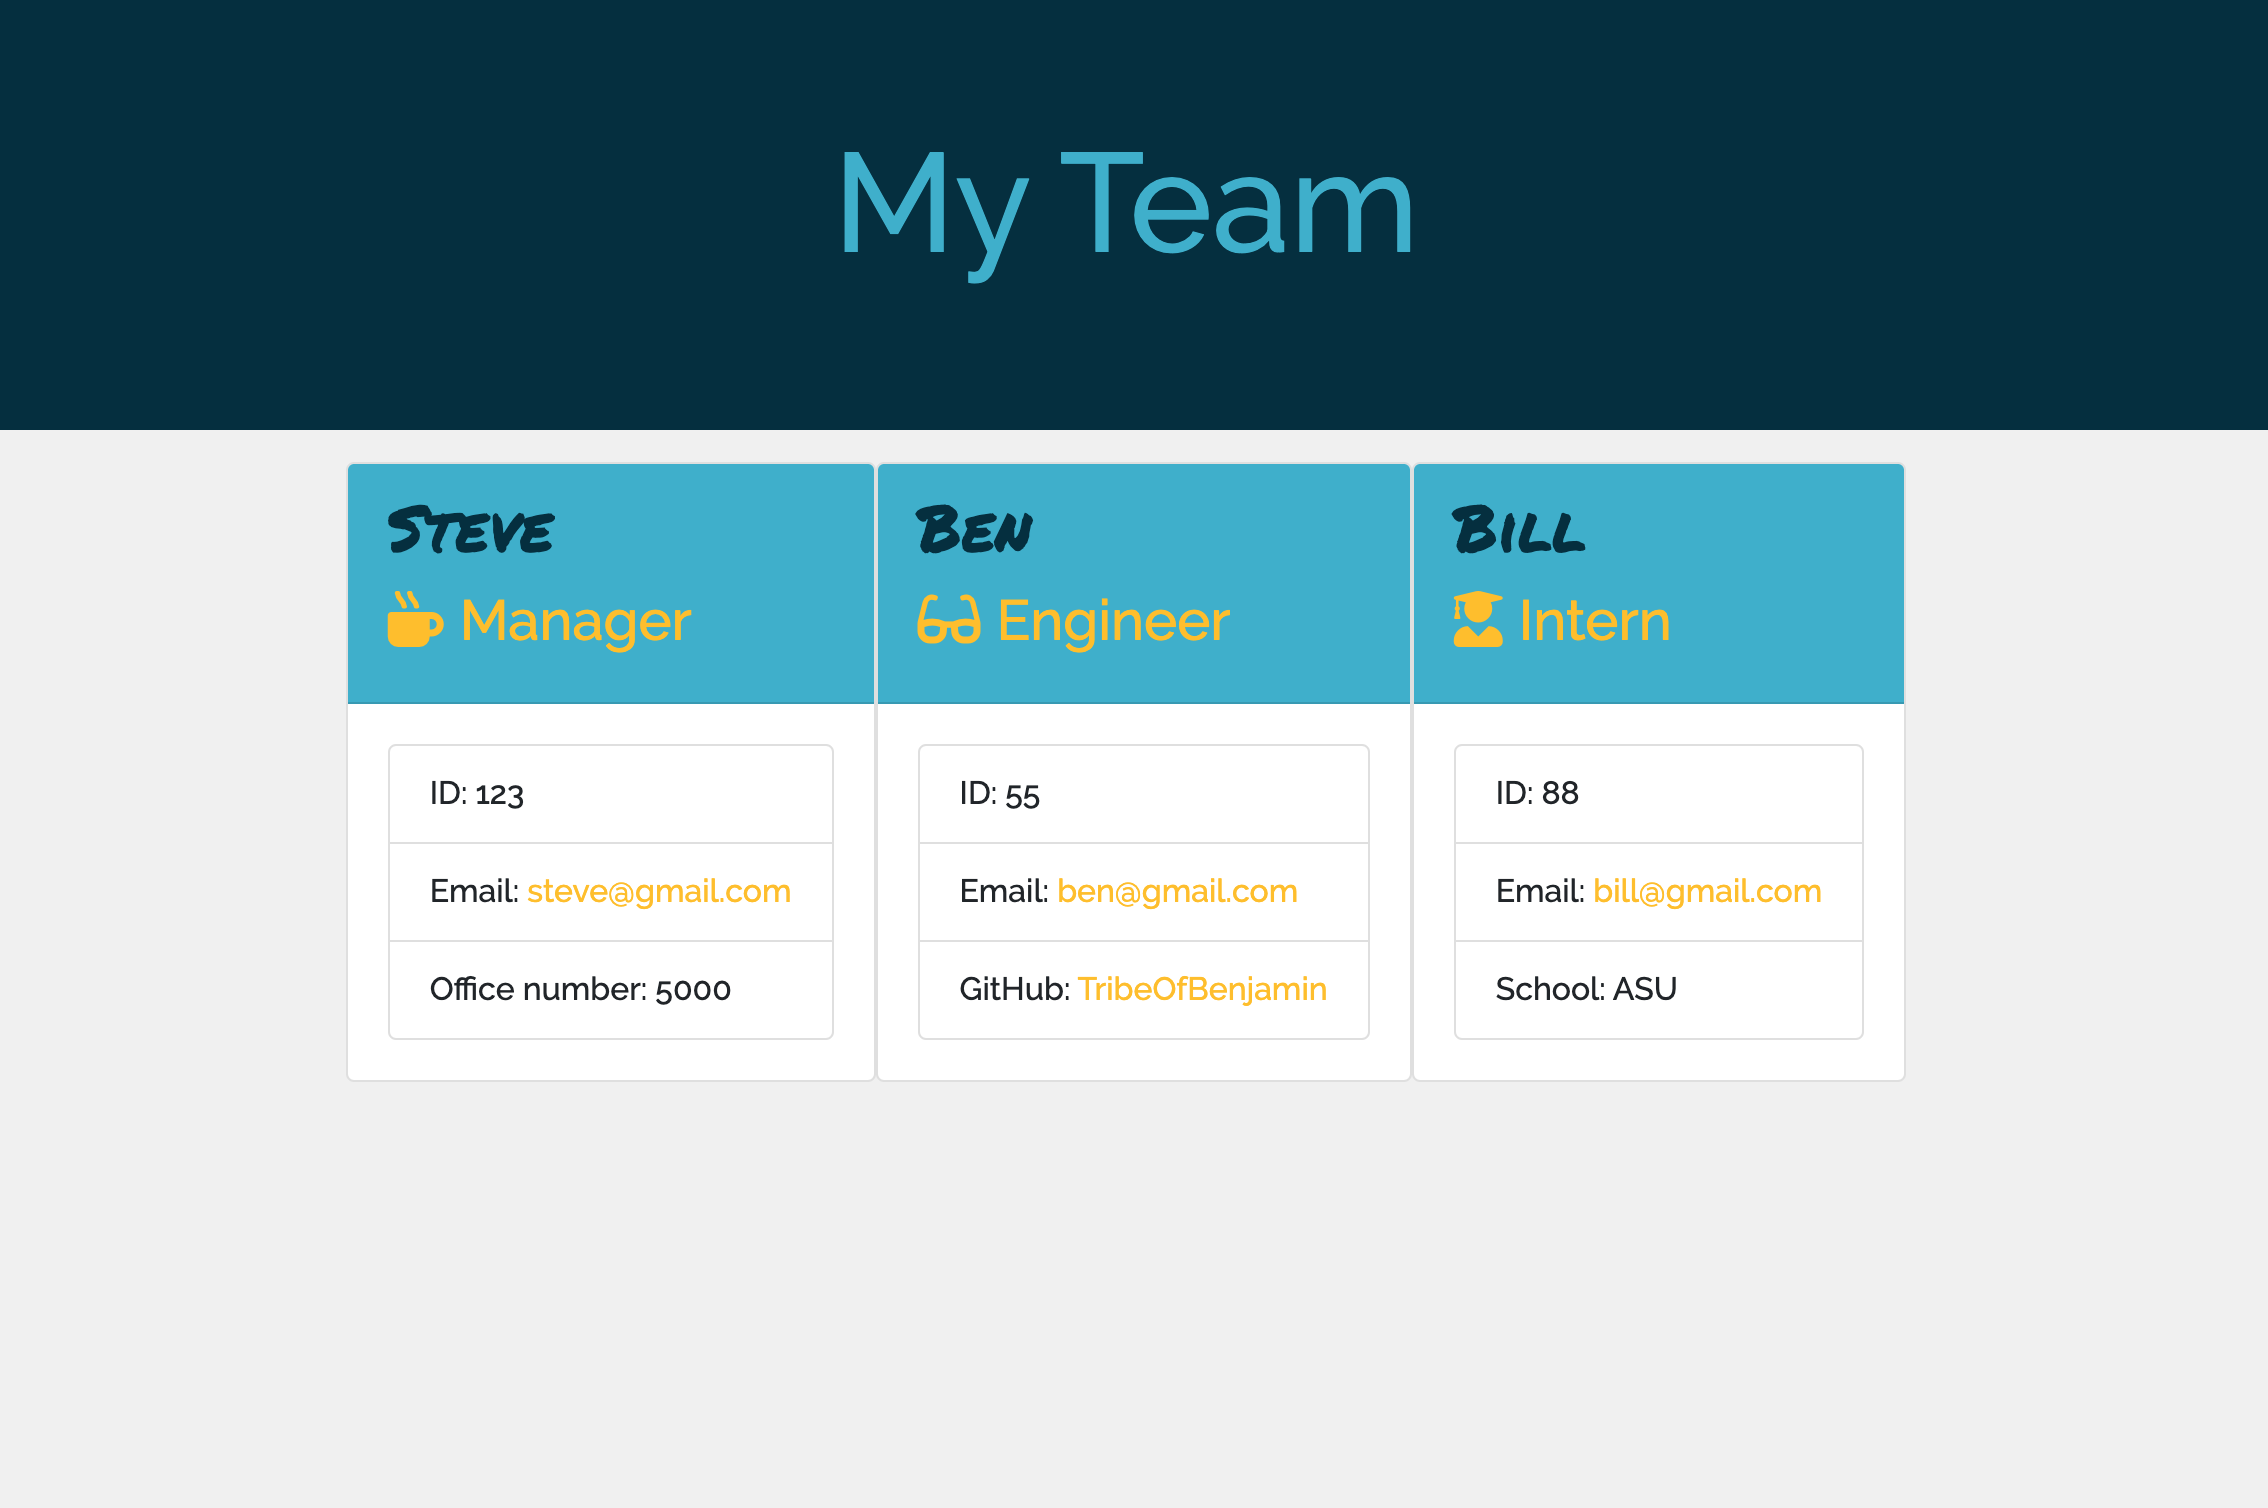 My Team
Steve
Manager
ID: 123
Email: steve@gmail.com
Office number: 5000
Ben
Engineer
ID: 55
Email: ben@gmail.com
GitHub: TribeOfBenjamin
Bill
Intern
ID: 88
Email: bill@gmail.com
School: ASU